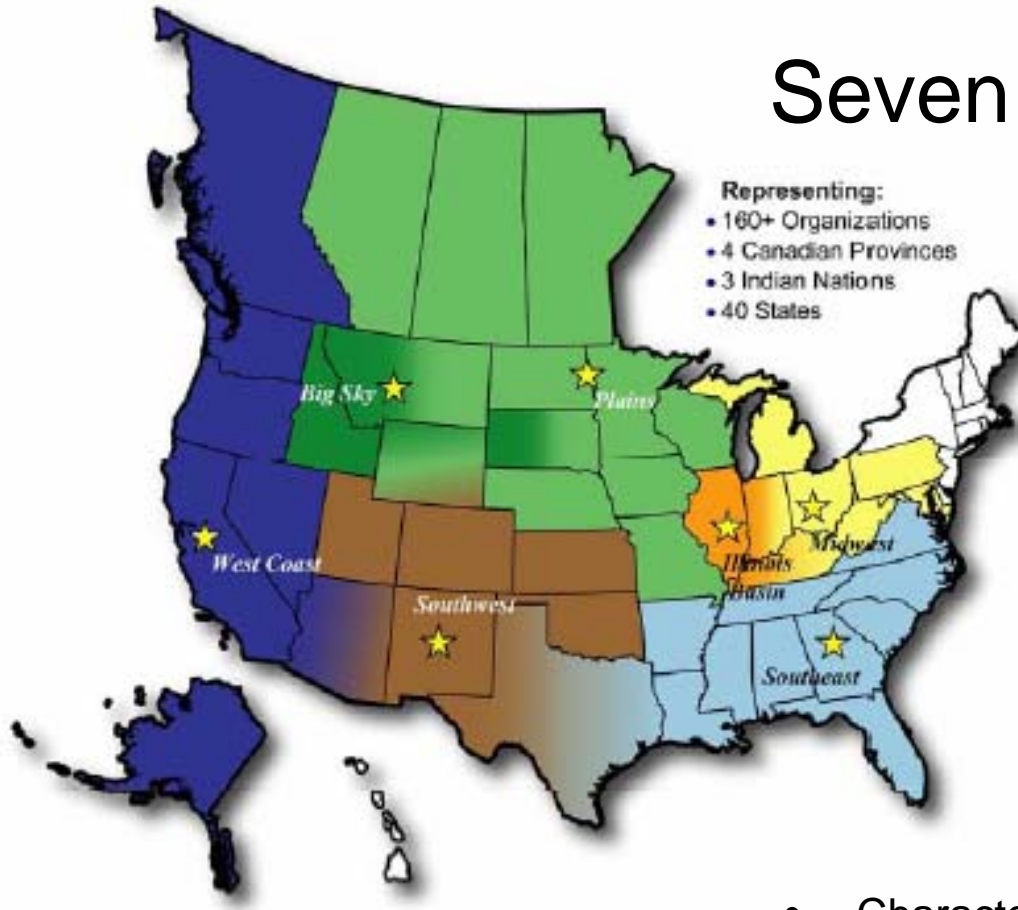 Seven
Representing:
• 160+ Organizations
• 4 Canadian Provinces
• 3 Indian Nations
• 40 States
Big Sky
Plains
West Coast
Midwest
Illinois
Basin
Southwest
Southeast